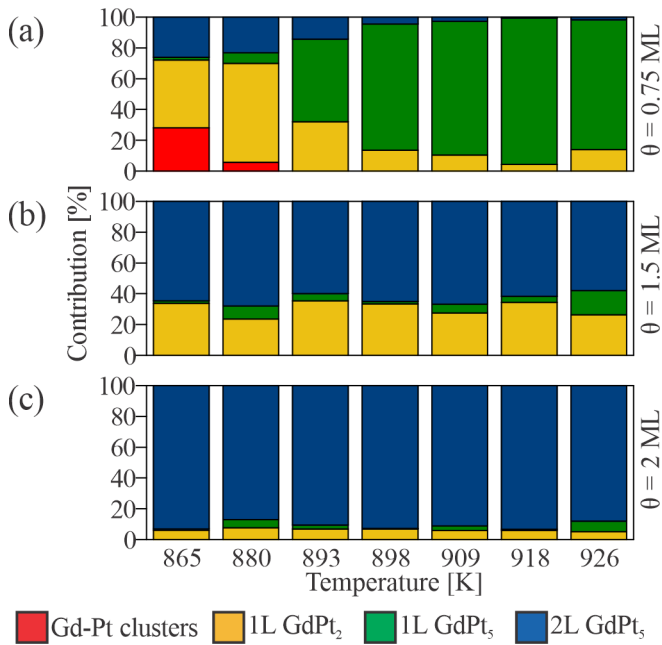 (a)
100
80
60
40
20
0
θ = 0.75 ML
(b)
100
80
60
40
20
0
θ = 1.5 ML
Contribution [%]
(c)
100
80
60
40
20
0
θ = 2 ML
865 880 893 898 909 918 926
Temperature [K]
Gd-Pt clusters 1L GdPt₂ 1L GdPt₅ 2L GdPt₅